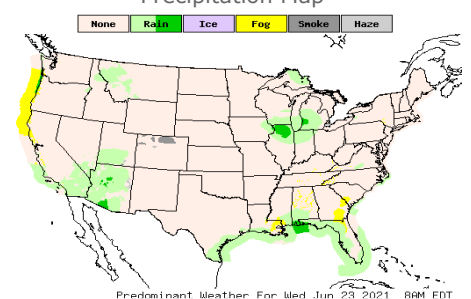 Precipitation Map
None Rain Ice Fog Smoke Haze
Predominant Weather For Wed Jun 23 2021 8AM EDT